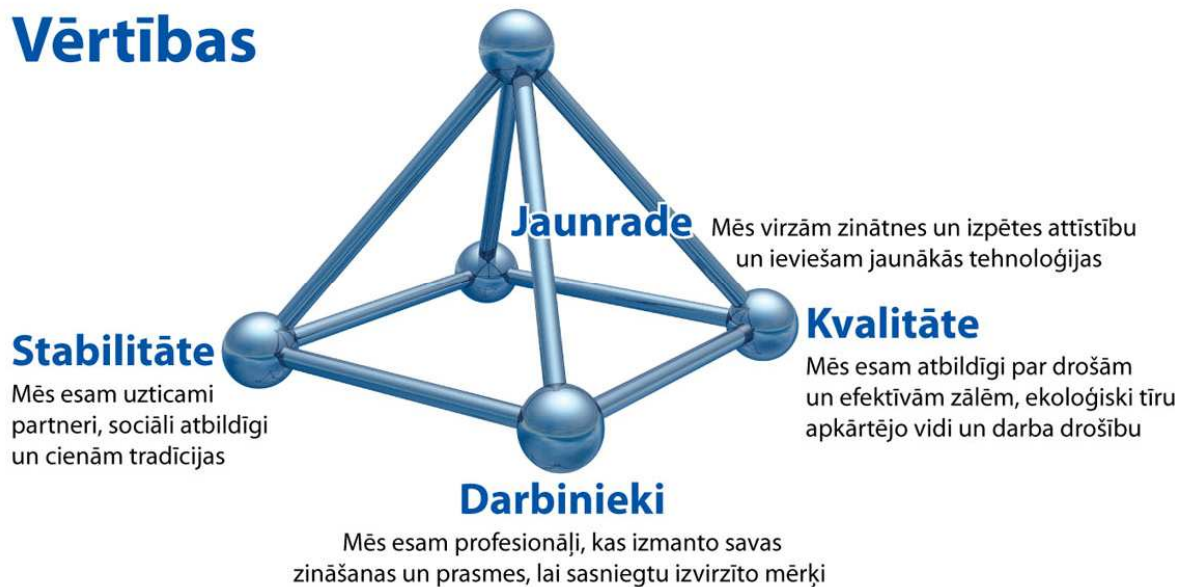 Vērtības
Jaunrade
Mēs virzām zinātnes un izpētes attīstību
un ieviešam jaunākās tehnoloģijas
Stabilitāte
Mēs esam uzticami
partneri, sociāli atbildīgi
un cienām tradīcijas
Kvalitāte
Mēs esam atbildīgi par drošām
un efektīvām zālēm, ekoloģiski tīru
apkārtējo vidi un darba drošību
Darbinieki
Mēs esam profesionāļi, kas izmanto savas
zināšanas un prasmes, lai sasniegtu izvirzīto mērķi